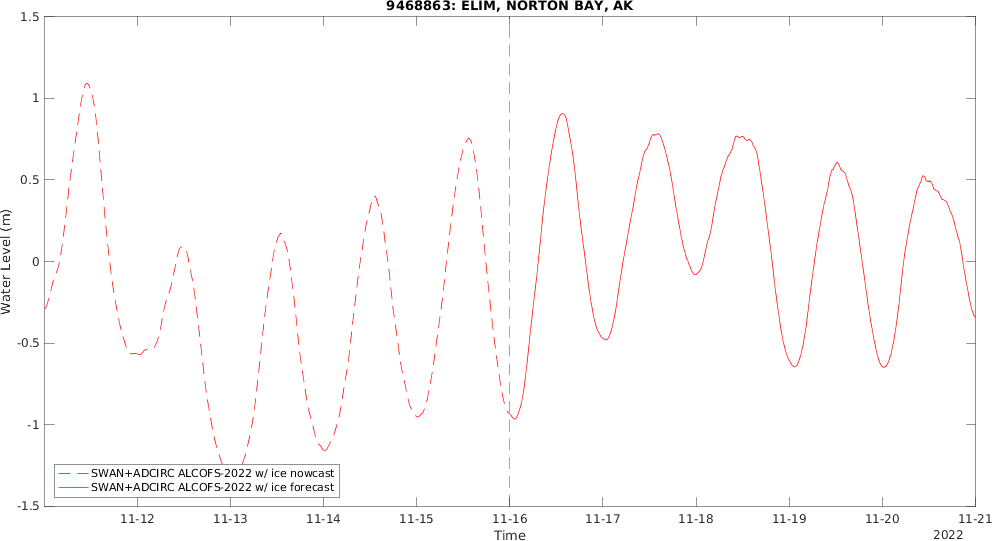 9468863: ELIM, NORTON BAY, AK
1.5
1
0.5
0
-0.5
-1
-1.5
Water Level (m)
SWAN+ADCIRC ALCOFS-2022 w/ ice nowcast
SWAN+ADCIRC ALCOFS-2022 w/ ice forecast
11-12 11-13 11-14 11-15 11-16 11-17 11-18 11-19 11-20 11-21
Time
2022